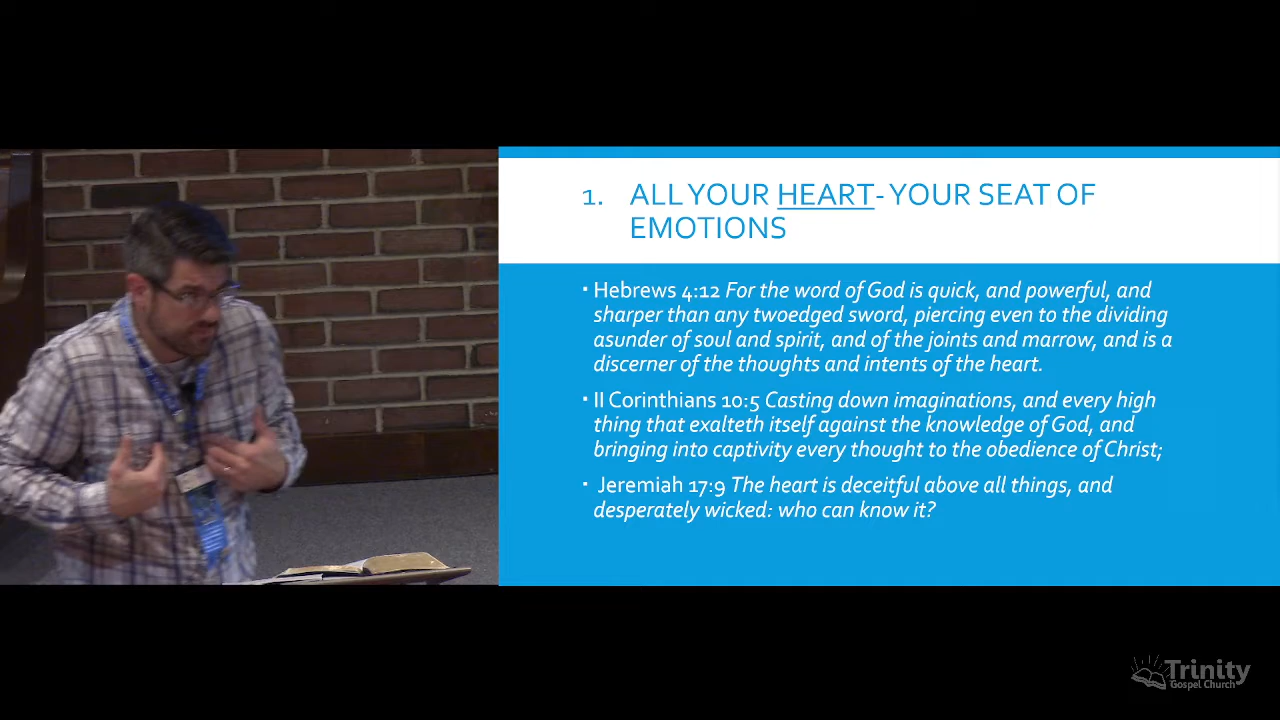 1. ALL YOUR HEART- YOUR SEAT OF
EMOTIONS
▪ Hebrews 4:12 For the word of God is quick, and powerful, and
sharper than any twoedged sword, piercing even to the dividing
asunder of soul and spirit, and of the joints and marrow, and is a
discerner of the thoughts and intents of the heart.
▪ II Corinthians 10:5 Casting down imaginations, and every high
thing that exalteth itself against the knowledge of God, and
bringing into captivity every thought to the obedience of Christ;
▪ Jeremiah 17:9 The heart is deceitful above all things, and
desperately wicked: who can know it?
Trinity
Gospel Church